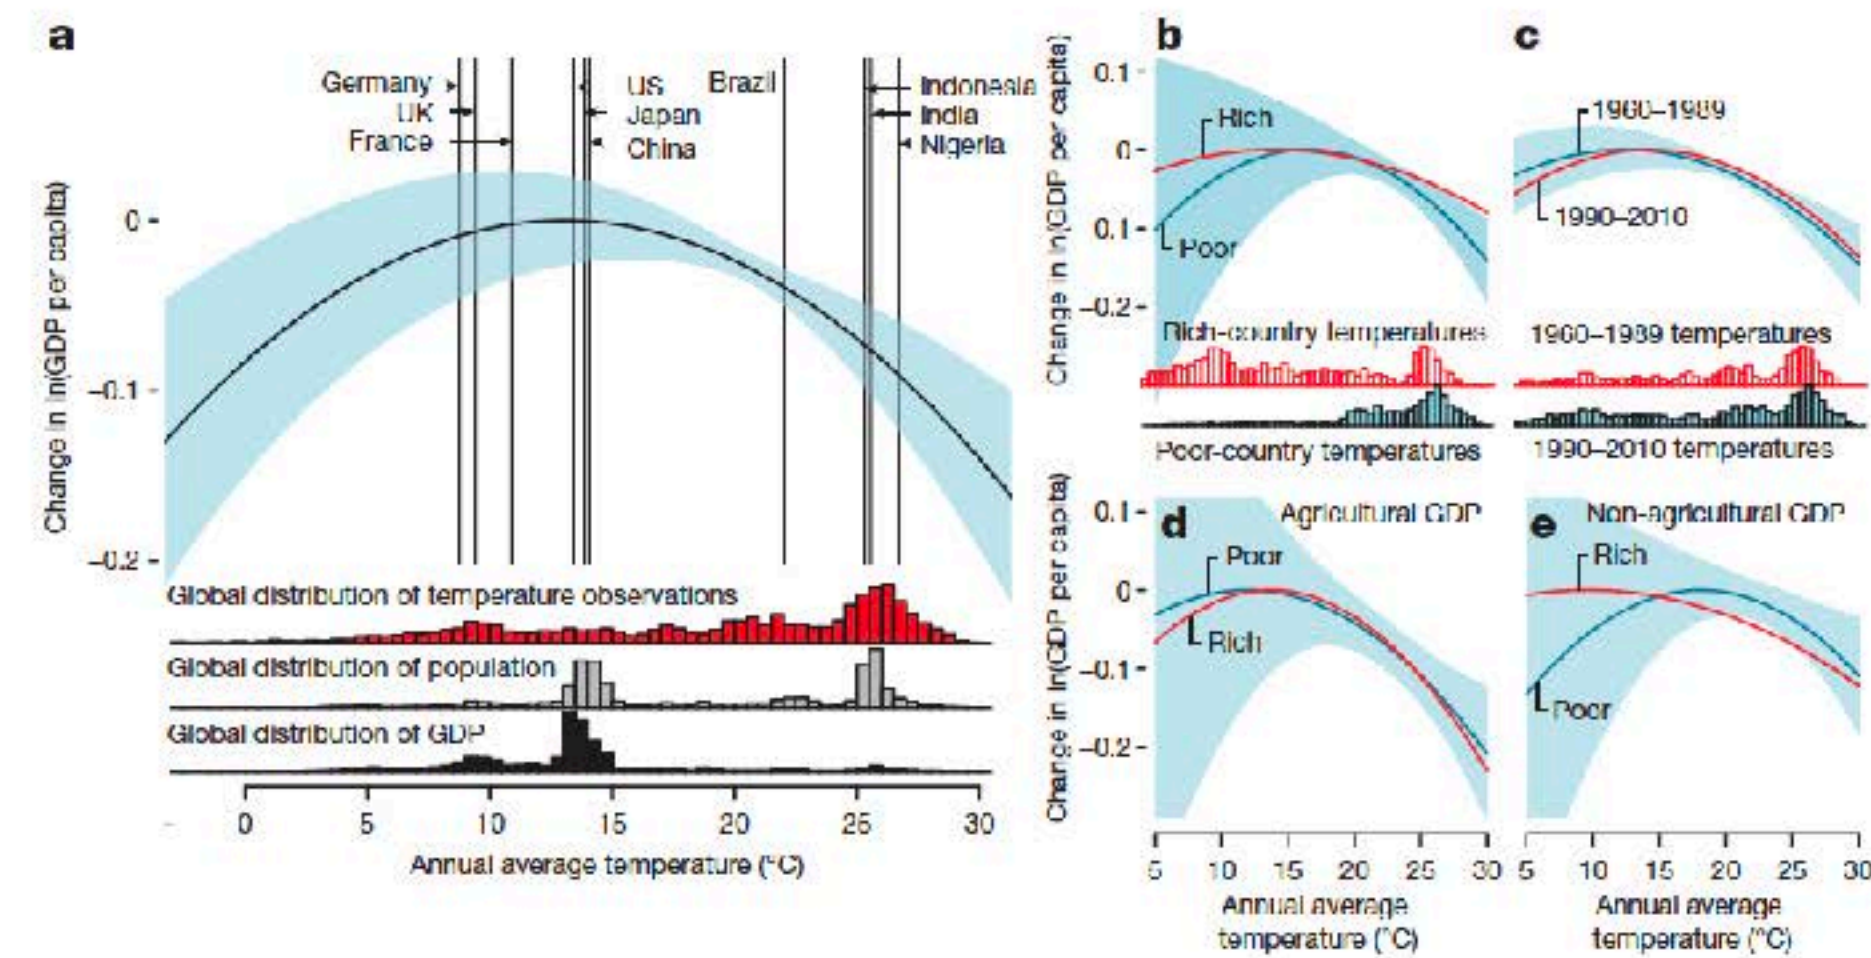 a
Germany
UK
France
US
Japan
China
Brazil
Indonesia
India
Nigeria
Change in ln(GDP per capita)
0
–0.1
–0.2
Global distribution of temperature observations
Global distribution of population
Global distribution of GDP
0 5 10 15 20 25 30
Annual average temperature (°C)
b
Change in ln(GDP per capita)
0.1
0
0.1
–0.2
Rich
Poor
Rich-country temperatures
Poor-country temperatures
c
1960–1989
1990–2010
1960–1989 temperatures
1990–2010 temperatures
d
Agricultural GDP
Change in ln(GDP per capita)
0.1
0
–0.1
–0.2
Poor
Rich
5 10 15 20 25 30
Annual average
temperature (°C)
e
Non-agricultural GDP
Rich
Poor
5 10 15 20 25 30
Annual average
temperature (°C)